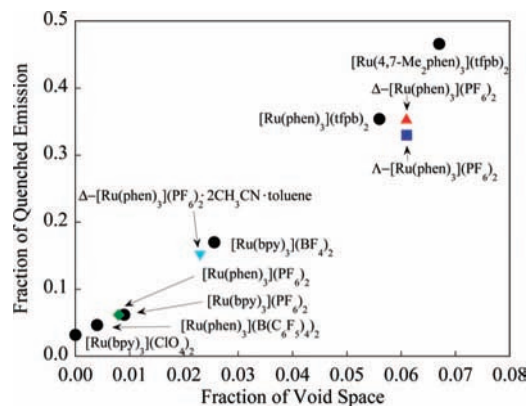 0.5
0.4
0.3
0.2
0.1
0.0
0.00
0.01
0.02
0.03
0.04
0.05
0.06
0.07
0.08
Fraction of Quenched Emission
Fraction of Void Space
[Ru(4,7-Me₂phen)₃](tfpb)₂
Δ–[Ru(phen)₃](PF₆)₂
[Ru(phen)₃](tfpb)₂
Λ–[Ru(phen)₃](PF₆)₂
Δ–[Ru(phen)₃](PF₆)₂·2CH₃CN·toluene
[Ru(bpy)₃](BF₄)₂
[Ru(phen)₃](PF₆)₂
[Ru(bpy)₃](PF₆)₂
[Ru(phen)₃](B(C₆F₅)₄)₂
[Ru(bpy)₃](ClO₄)₂